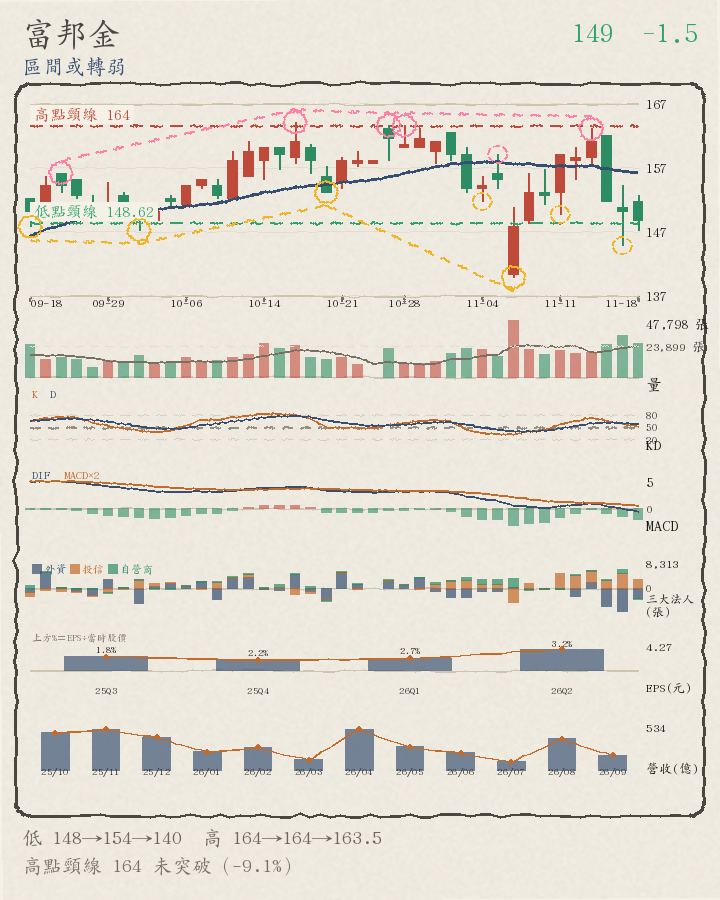 富邦金
149 -1.5
區間或轉弱
高點頸線 164
低點頸線 148.62
167
157
147
137
09-18 09-29 10-06 10-14 10-21 10-28 11-04 11-11 11-18
47,798 張
23,899 張
量
K D
80
50
20
KD
DIF MACD×2
5
0
MACD
外資 投信 自營商
8,313
0
三大法人
(張)
上方%=EPS÷當時股價
1.8% 2.2% 2.7% 3.2%
4.27
25Q3 25Q4 26Q1 26Q2
EPS(元)
534
25/10 25/11 25/12 26/01 26/02 26/03 26/04 26/05 26/06 26/07 26/08 26/09
營收(億)
低 148→154→140 高 164→164→163.5
高點頸線 164 未突破 (-9.1%)